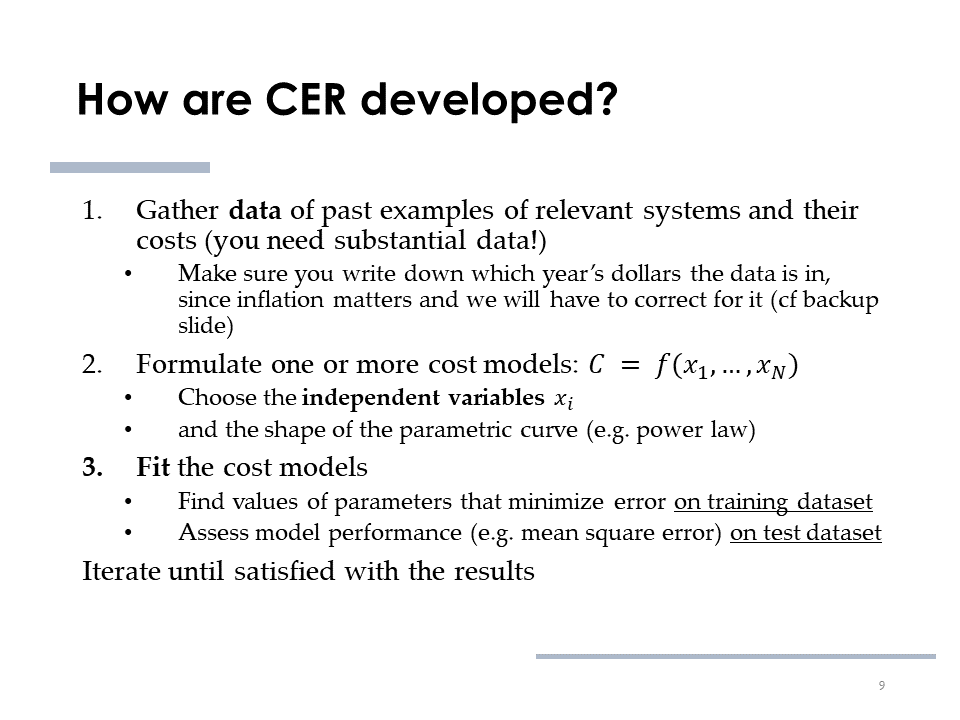 How are CER developed?
1. Gather data of past examples of relevant systems and their
costs (you need substantial data!)
• Make sure you write down which year’s dollars the data is in,
since inflation matters and we will have to correct for it (cf backup
slide)
2. Formulate one or more cost models: 𝐶 = 𝑓(𝑥₁, … , 𝑥_𝑁)
• Choose the independent variables 𝑥ᵢ
• and the shape of the parametric curve (e.g. power law)
3. Fit the cost models
• Find values of parameters that minimize error on training dataset
• Assess model performance (e.g. mean square error) on test dataset
Iterate until satisfied with the results
9